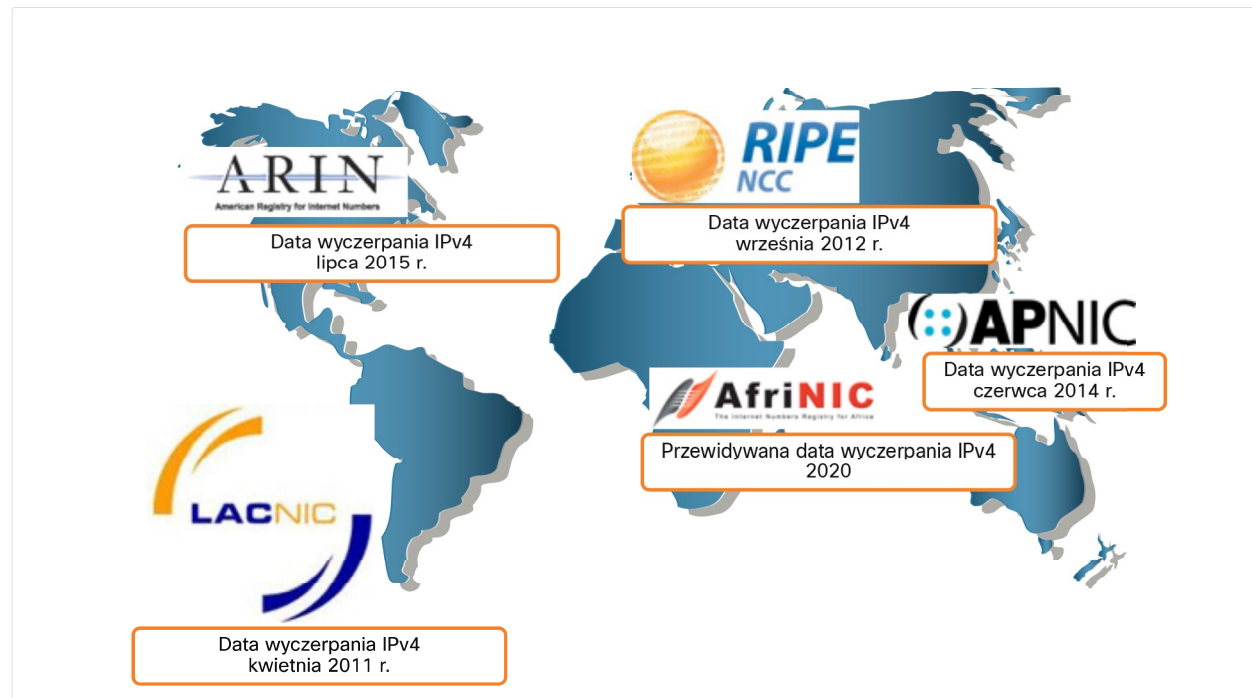 ARIN
American Registry for Internet Numbers
Data wyczerpania IPv4
lipca 2015 r.
RIPE
NCC
Data wyczerpania IPv4
września 2012 r.
APNIC
Data wyczerpania IPv4
czerwca 2014 r.
AfriNIC
The Internet Numbers Registry for Africa
Przewidywana data wyczerpania IPv4
2020
LACNIC
Data wyczerpania IPv4
kwietnia 2011 r.